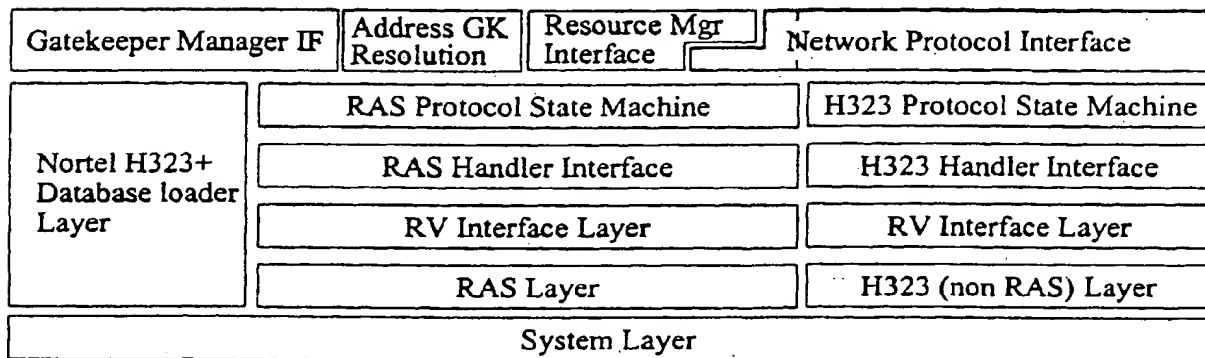 Gatekeeper Manager IF
Address GK
Resolution
Resource Mgr
Interface
Network Protocol Interface
RAS Protocol State Machine
H323 Protocol State Machine
Nortel H323+
Database loader
Layer
RAS Handler Interface
H323 Handler Interface
RV Interface Layer
RV Interface Layer
RAS Layer
H323 (non RAS) Layer
System Layer